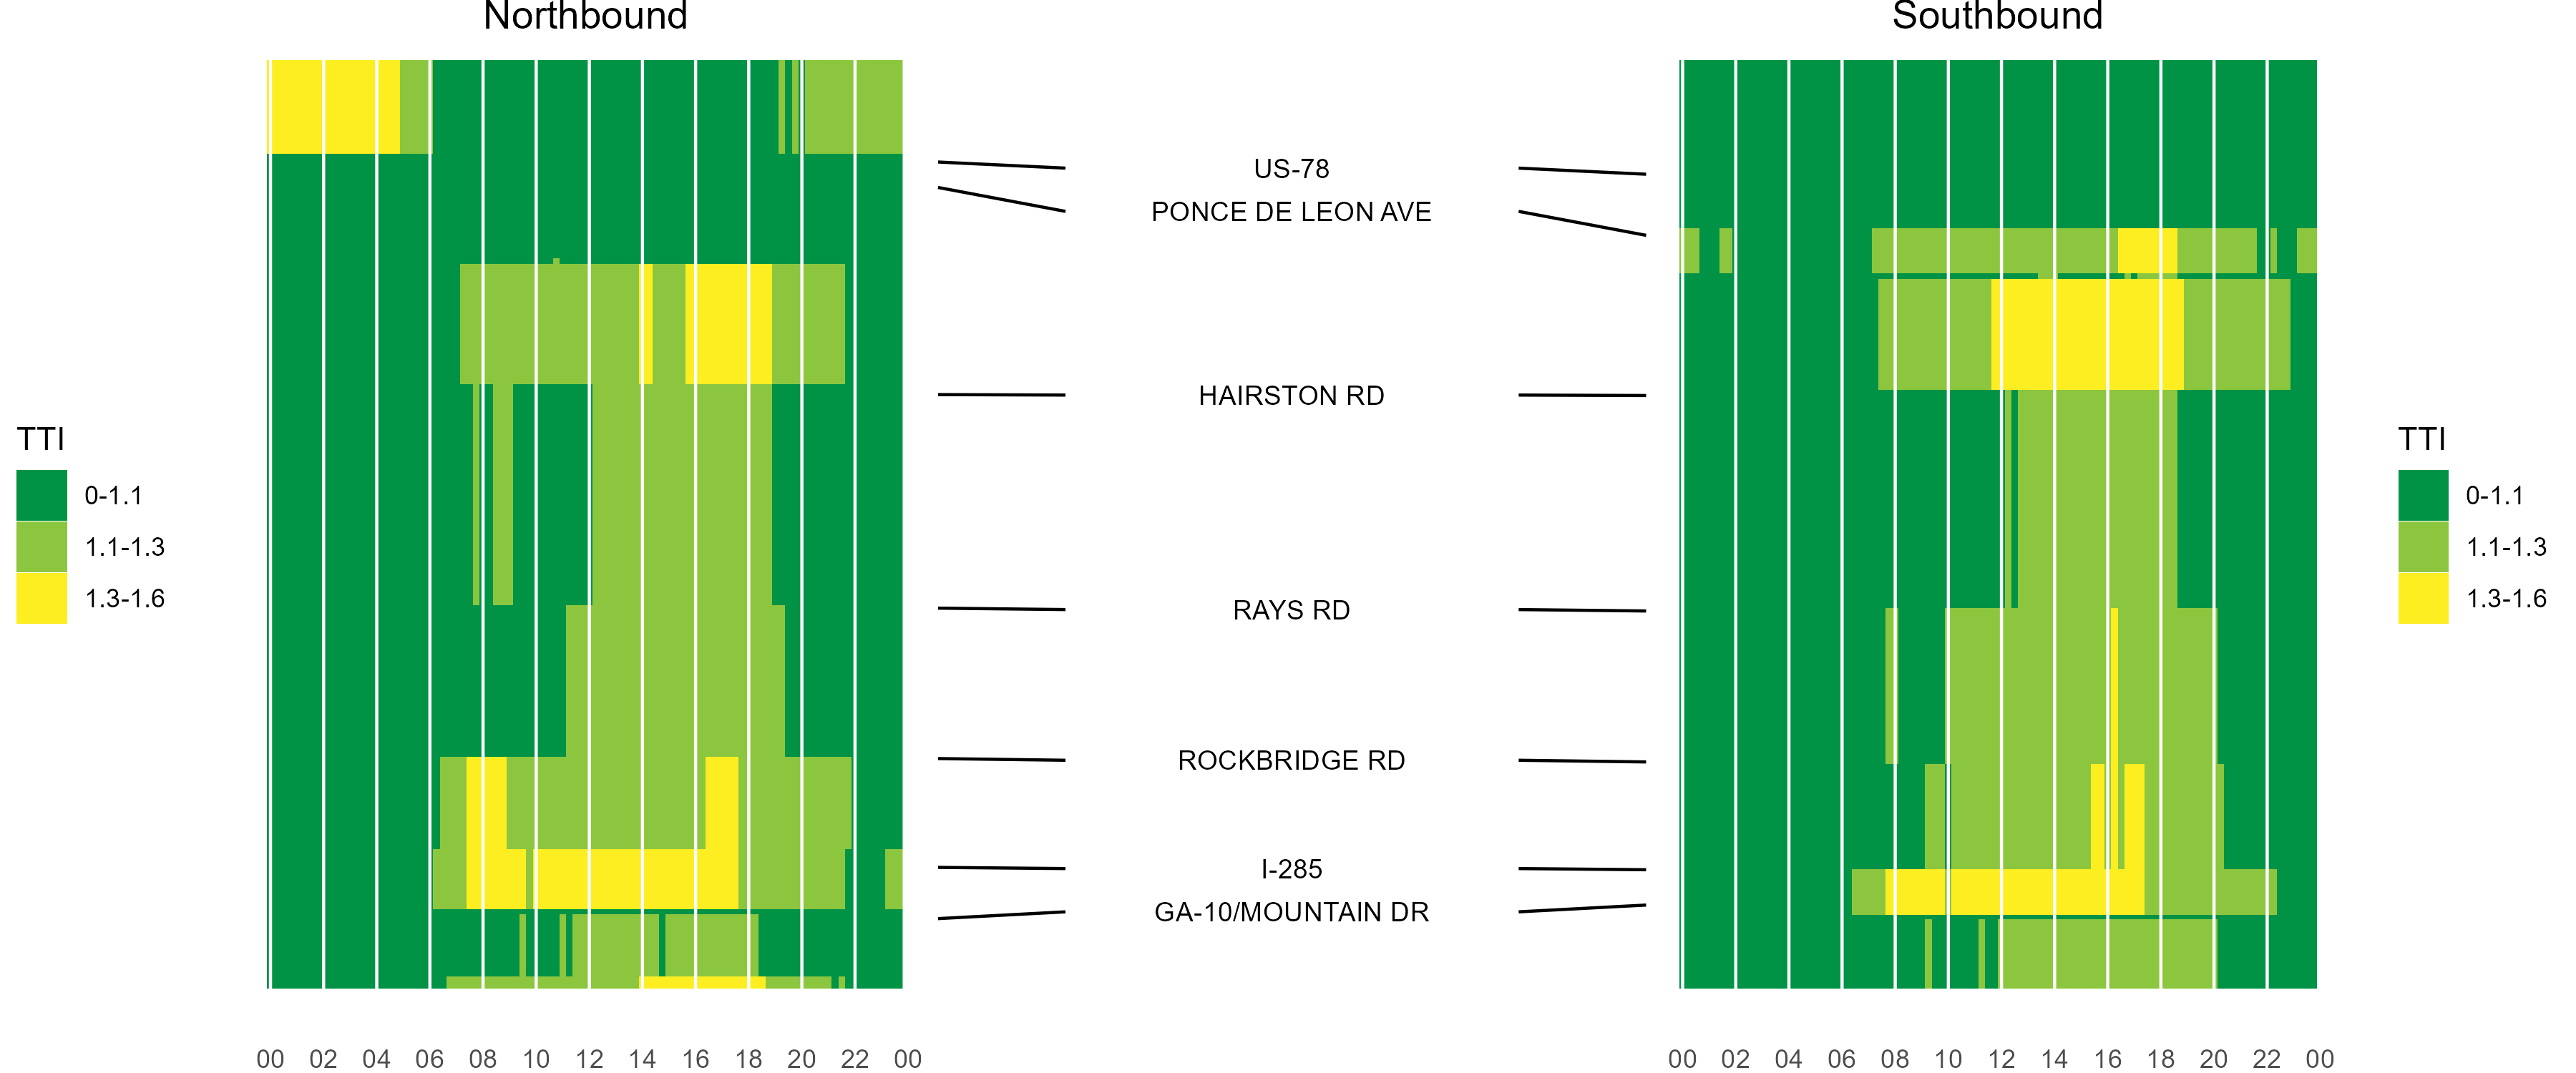 Northbound
Southbound
US-78
PONCE DE LEON AVE
HAIRSTON RD
RAYS RD
ROCKBRIDGE RD
I-285
GA-10/MOUNTAIN DR
TTI
0-1.1
1.1-1.3
1.3-1.6
TTI
0-1.1
1.1-1.3
1.3-1.6
00 02 04 06 08 10 12 14 16 18 20 22 00
00 02 04 06 08 10 12 14 16 18 20 22 00